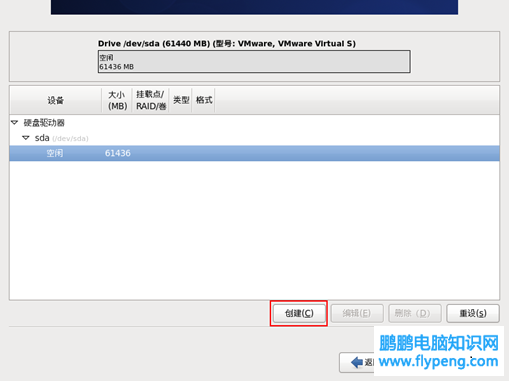 Drive /dev/sda (61440 MB) (型号: VMware, VMware Virtual S)
空闲
61436 MB
设备
大小
(MB)
挂载点/
RAID/卷
类型
格式
硬盘驱动器
sda (/dev/sda)
空闲 61436
创建(C)
编辑(E)
删除（D）
重设(s)
返
鹏鹏电脑知识网
www.flypeng.com